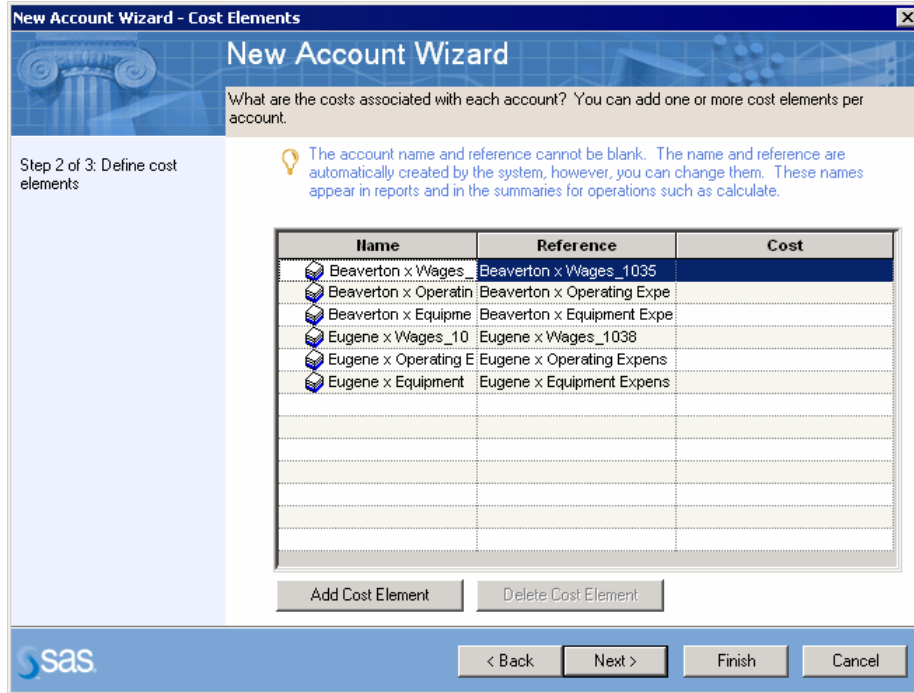 New Account Wizard - Cost Elements
New Account Wizard
What are the costs associated with each account? You can add one or more cost elements per
account.
Step 2 of 3: Define cost
elements
The account name and reference cannot be blank. The name and reference are
automatically created by the system, however, you can change them. These names
appear in reports and in the summaries for operations such as calculate.
Name Reference Cost
Beaverton x Wages_ Beaverton x Wages_1035
Beaverton x Operatin Beaverton x Operating Expe
Beaverton x Equipme Beaverton x Equipment Expe
Eugene x Wages_10 Eugene x Wages_1038
Eugene x Operating E Eugene x Operating Expens
Eugene x Equipment Eugene x Equipment Expens
Add Cost Element Delete Cost Element
sas.
< Back Next > Finish Cancel